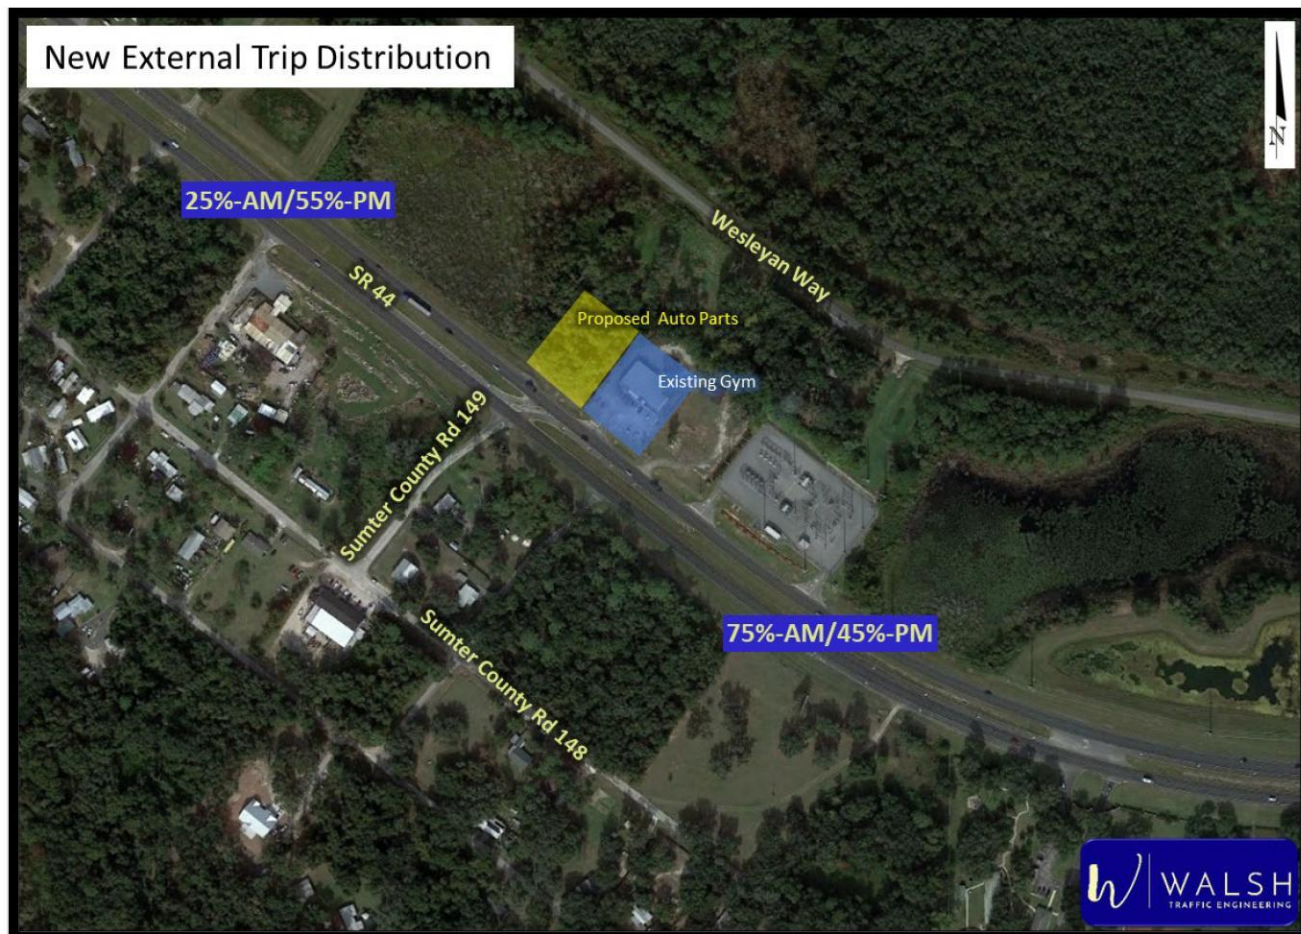 New External Trip Distribution
N
25%-AM/55%-PM
Wesleyan Way
SR 44
Proposed Auto Parts
Existing Gym
Sumter County Rd 149
75%-AM/45%-PM
Sumter County Rd 148
W WALSH
TRAFFIC ENGINEERING